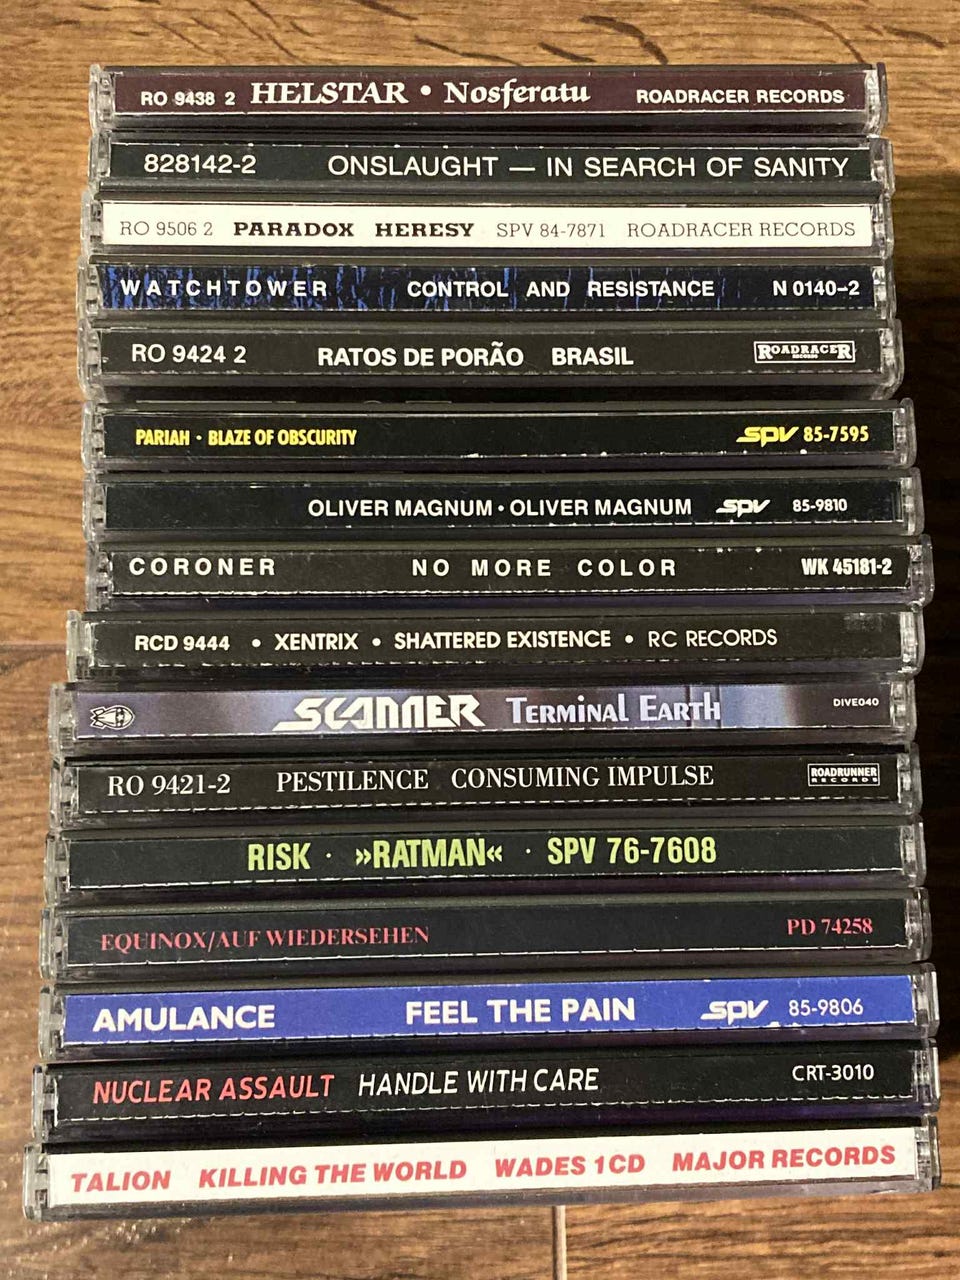 RO 9438 2 HELSTAR • Nosferatu ROADRACER RECORDS
828142-2 ONSLAUGHT — IN SEARCH OF SANITY
RO 9506 2 PARADOX HERESY SPV 84-7871 ROADRACER RECORDS
WATCHTOWER CONTROL AND RESISTANCE N 0140-2
RO 9424 2 RATOS DE PORÃO BRASIL ROADRACER RECORDS
PARIAH · BLAZE OF OBSCURITY SPV 85-7595
OLIVER MAGNUM · OLIVER MAGNUM SPV 85-9810
CORONER NO MORE COLOR WK 45181-2
RCD 9444 • XENTRIX • SHATTERED EXISTENCE • RC RECORDS
SCANNER TERMINAL EARTH DIVE040
RO 9421-2 PESTILENCE CONSUMING IMPULSE ROADRUNNER RECORDS
RISK · »RATMAN« · SPV 76-7608
EQUINOX/AUF WIEDERSEHEN PD 74258
AMULANCE FEEL THE PAIN SPV 85-9806
NUCLEAR ASSAULT HANDLE WITH CARE CRT-3010
TALION KILLING THE WORLD WADES 1CD MAJOR RECORDS